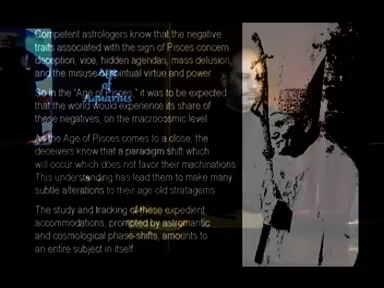 Competent astrologers know that the negative
traits associated with the sign of Pisces concern
deception, vice, hidden agendas, mass delusion,
and the misuse of spiritual virtue and power
So in the "Age of Pisces," it was to be expected
that the world would experience its share of
these negatives, on the macrocosmic level
As the Age of Pisces comes to a close, the
deceivers know that a paradigm shift which
will occur which does not favor their machinations
This understanding has lead them to make many
subtle alterations to their age old stratagems
The study and tracking of these expedient
accommodations, prompted by astromantic
and cosmological phase-shifts, amounts to
an entire subject in itself
Age
of
Aquarius